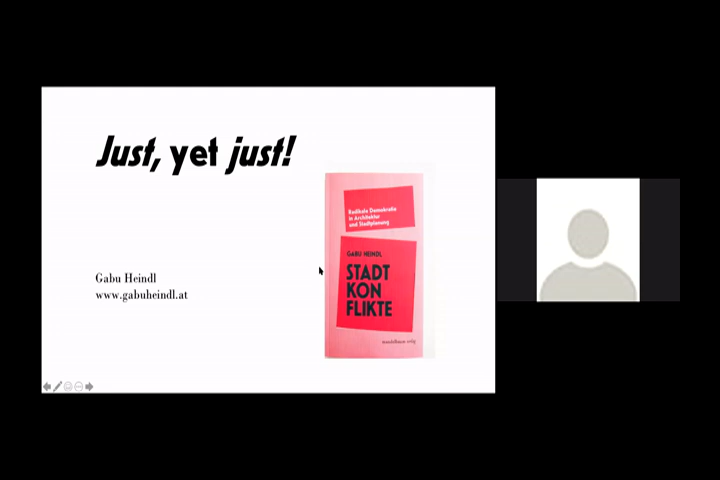 Just, yet just!
Gabu Heindl
www.gabuheindl.at
Radikale Demokratie
in Architektur
und Stadtplanung
GABU HEINDL
STADT
KON
FLIKTE
mandelbaum verlag